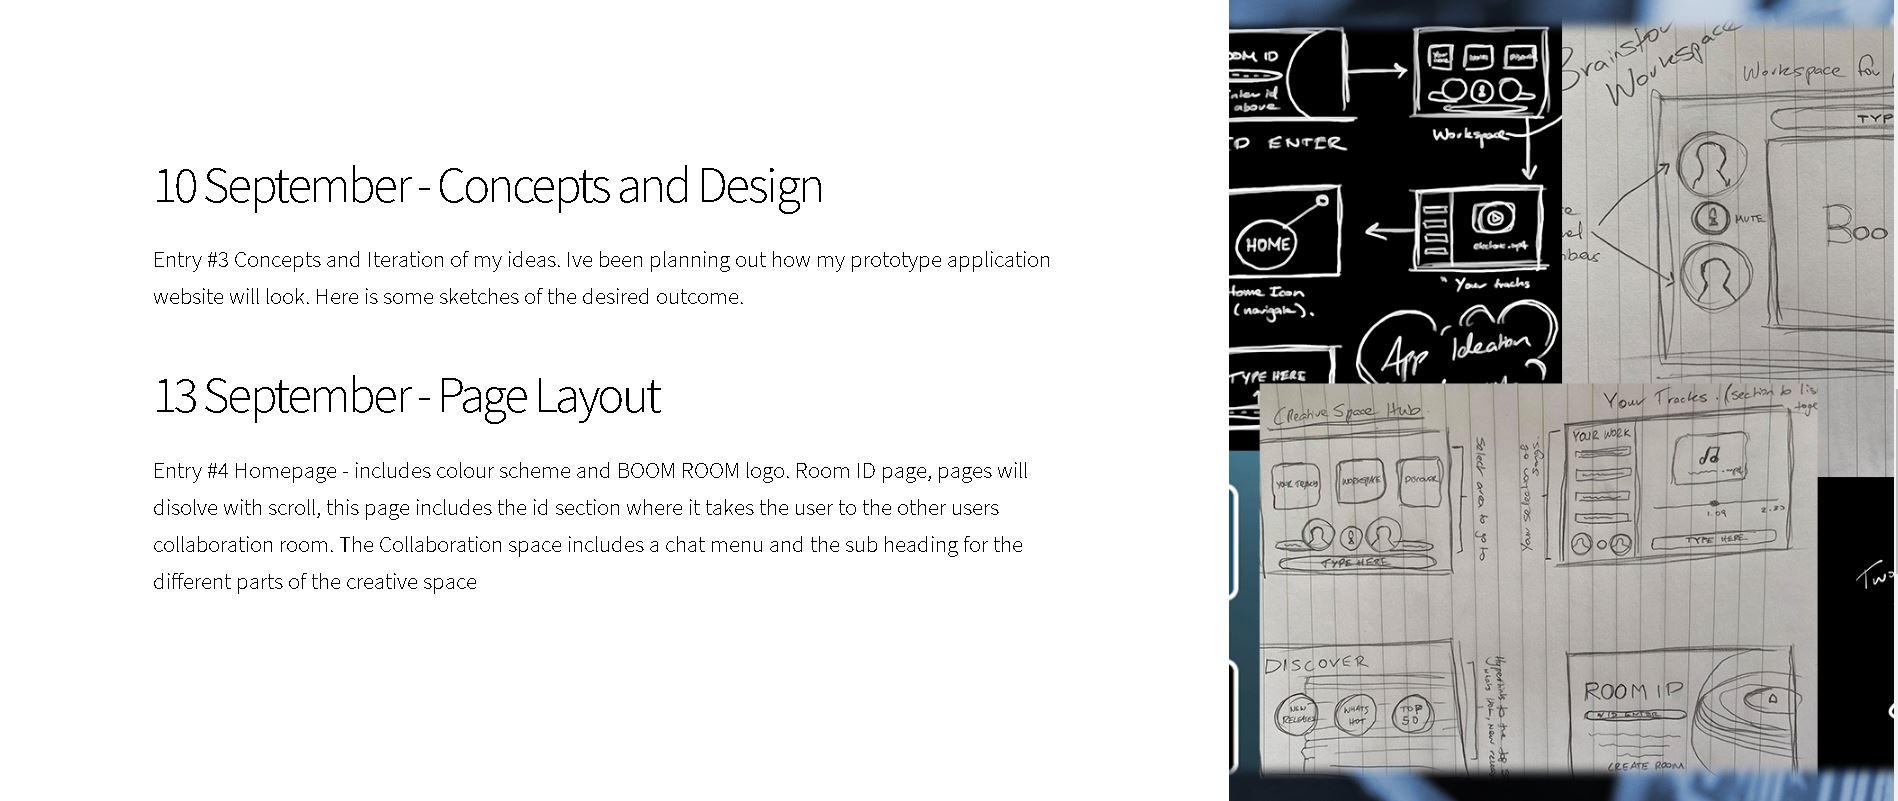 10 September - Concepts and Design
Entry #3 Concepts and Iteration of my ideas. Ive been planning out how my prototype application
website will look. Here is some sketches of the desired outcome.
13 September - Page Layout
Entry #4 Homepage - includes colour scheme and BOOM ROOM logo. Room ID page, pages will
disolve with scroll, this page includes the id section where it takes the user to the other users
collaboration room. The Collaboration space includes a chat menu and the sub heading for the
different parts of the creative space
OOM ID
above
D ENTER
Workspace
HOME
Home Icon
(navigate).
"Your tracks
App Ideation
TYPE HERE
Brainsto
Workspace
Workspace for
TYP
MUTE
Boo
Creative Space Hub.
YOUR TRACKS
WORKSPACE
DISCOVER
TYPE HERE
Select area to go to
Your Tracks. (section to lis
Your selection of
songs.
YOUR WORK
1.09
TYPE HERE
DISCOVER
NEW
RELEASES
WHATS
HOT
TOP
50
ROOM ID
CREATE ROOM
Two